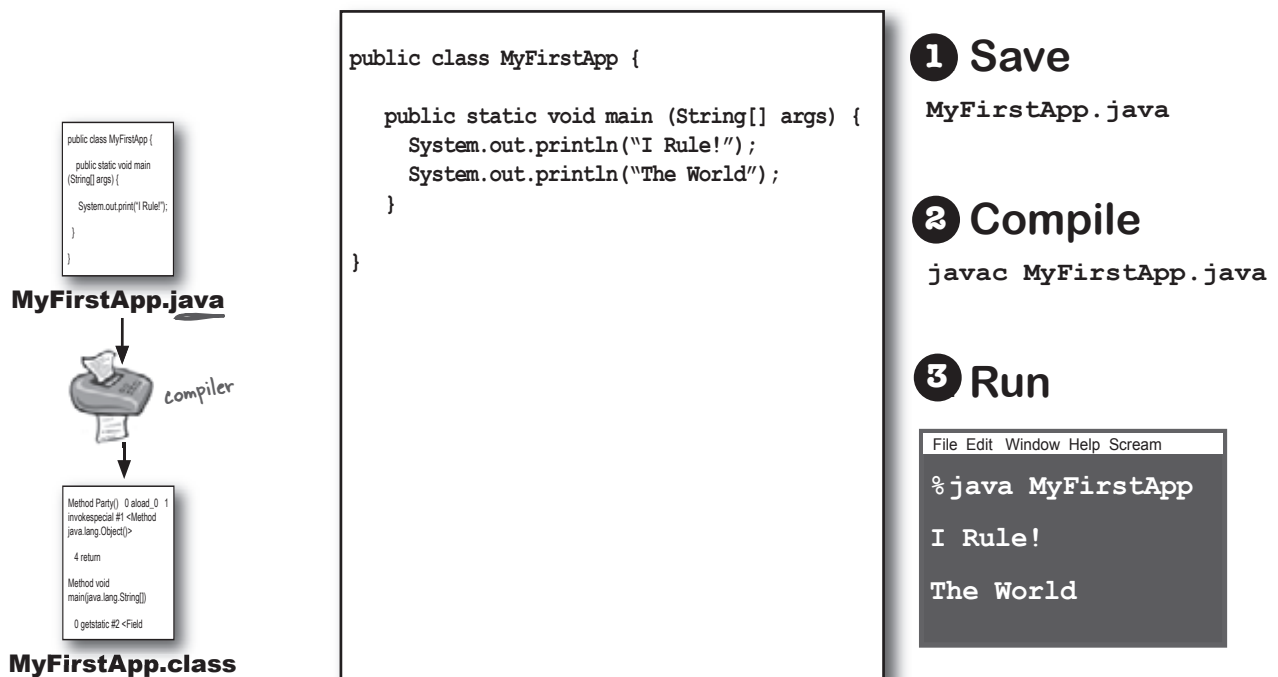 public class MyFirstApp {
public static void main
(String[] args) {
System.out.print("I Rule!");
}
}
MyFirstApp.java
compiler
Method Party() 0 aload_0 1
invokespecial #1 <Method
java.lang.Object()>
4 return
Method void
main(java.lang.String[])
0 getstatic #2 <Field
MyFirstApp.class
public class MyFirstApp {
public static void main (String[] args) {
System.out.println(“I Rule!”);
System.out.println(“The World”);
}
}
1 Save
MyFirstApp.java
2 Compile
javac MyFirstApp.java
3 Run
File Edit Window Help Scream
%java MyFirstApp
I Rule!
The World